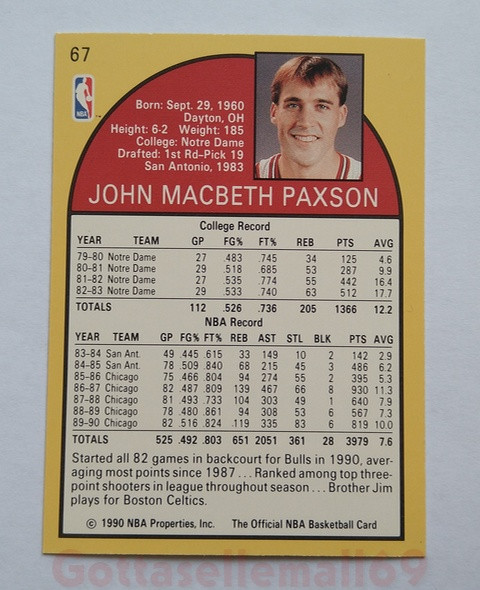 67
NBA
Born: Sept. 29, 1960
Dayton, OH
Height: 6-2 Weight: 185
College: Notre Dame
Drafted: 1st Rd–Pick 19
San Antonio, 1983
JOHN MACBETH PAXSON
College Record
YEAR TEAM GP FG% FT% REB PTS AVG
79-80 Notre Dame 27 .483 .745 34 125 4.6
80-81 Notre Dame 29 .518 .685 53 287 9.9
81-82 Notre Dame 27 .535 .774 55 442 16.4
82-83 Notre Dame 29 .533 .740 63 512 17.7
TOTALS 112 .526 .736 205 1366 12.2
NBA Record
YEAR TEAM GP FG% FT% REB AST STL BLK PTS AVG
83-84 San Ant. 49 .445 .615 33 149 10 2 142 2.9
84-85 San Ant. 78 .509 .840 68 215 45 3 486 6.2
85-86 Chicago 75 .466 .804 94 274 55 2 395 5.3
86-87 Chicago 82 .487 .809 139 467 66 8 930 11.3
87-88 Chicago 81 .493 .733 104 303 49 1 640 7.9
88-89 Chicago 78 .480 .861 94 308 53 6 567 7.3
89-90 Chicago 82 .516 .824 .119 335 83 6 819 10.0
TOTALS 525 .492 .803 651 2051 361 28 3979 7.6
Started all 82 games in backcourt for Bulls in 1990, aver-
aging most points since 1987 . . . Ranked among top three-
point shooters in league throughout season . . . Brother Jim
plays for Boston Celtics.
© 1990 NBA Properties, Inc. The Official NBA Basketball Card
Gottasellemall69